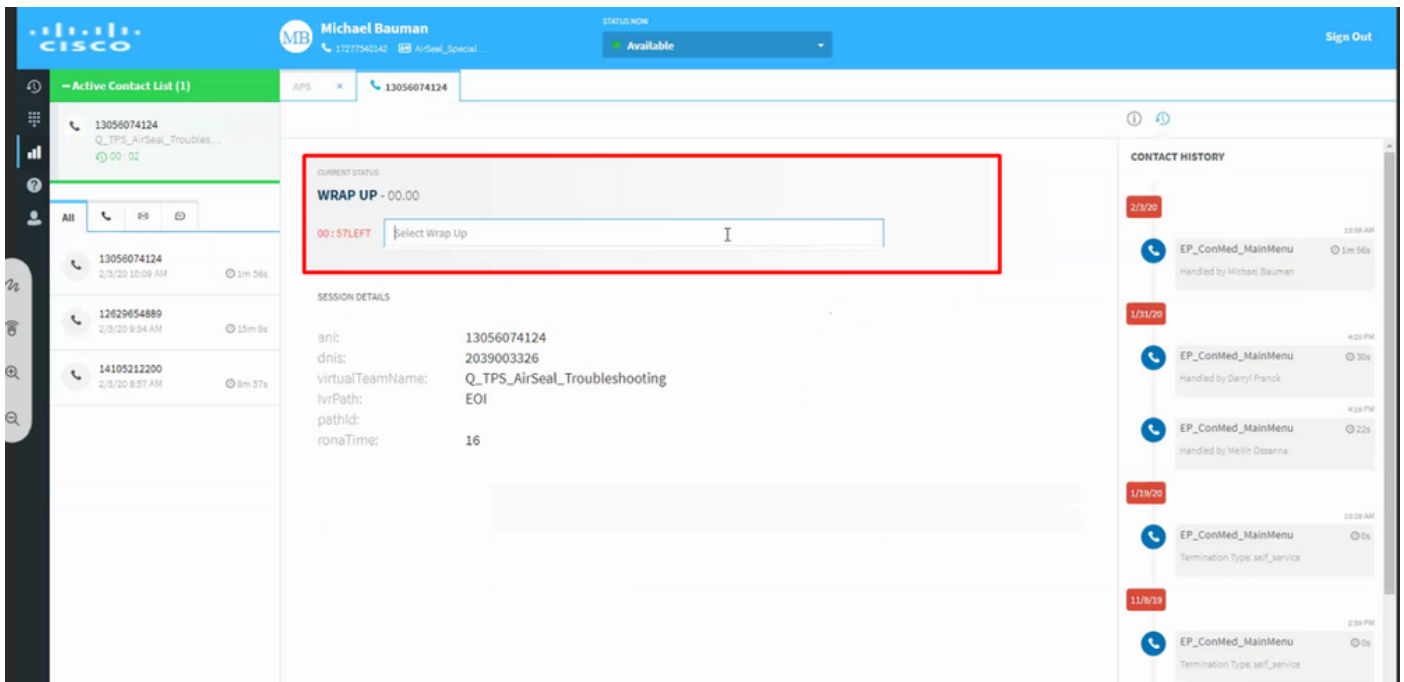 CISCO
MB
Michael Bauman
17277540142 AirSeal_Special...
STATUS NOW
Available
Sign Out
Active Contact List (1)
13056074124
Q_TPS_AirSeal_Troubles...
00 : 02
All
13056074124
2/3/20 10:09 AM 1m 56s
12629654889
2/3/20 9:34 AM 15m 9s
14105212200
2/3/20 8:57 AM 8m 57s
APS × 13056074124
CURRENT STATUS
WRAP UP - 00.00
00:57LEFT Select Wrap Up
SESSION DETAILS
ani: 13056074124
dnis: 2039003326
virtualTeamName: Q_TPS_AirSeal_Troubleshooting
IvrPath: EOI
pathId:
ronaTime: 16
CONTACT HISTORY
2/3/20
10:09 AM
EP_ConMed_MainMenu 1m 56s
Handled by Michael Bauman
1/31/20
4:20 PM
EP_ConMed_MainMenu 30s
Handled by Darryl Franck
4:19 PM
EP_ConMed_MainMenu 22s
Handled by Meilin Ossanna
1/19/20
10:28 AM
EP_ConMed_MainMenu 0s
Termination Type: self_service
11/8/19
2:39 PM
EP_ConMed_MainMenu 0s
Termination Type: self_service